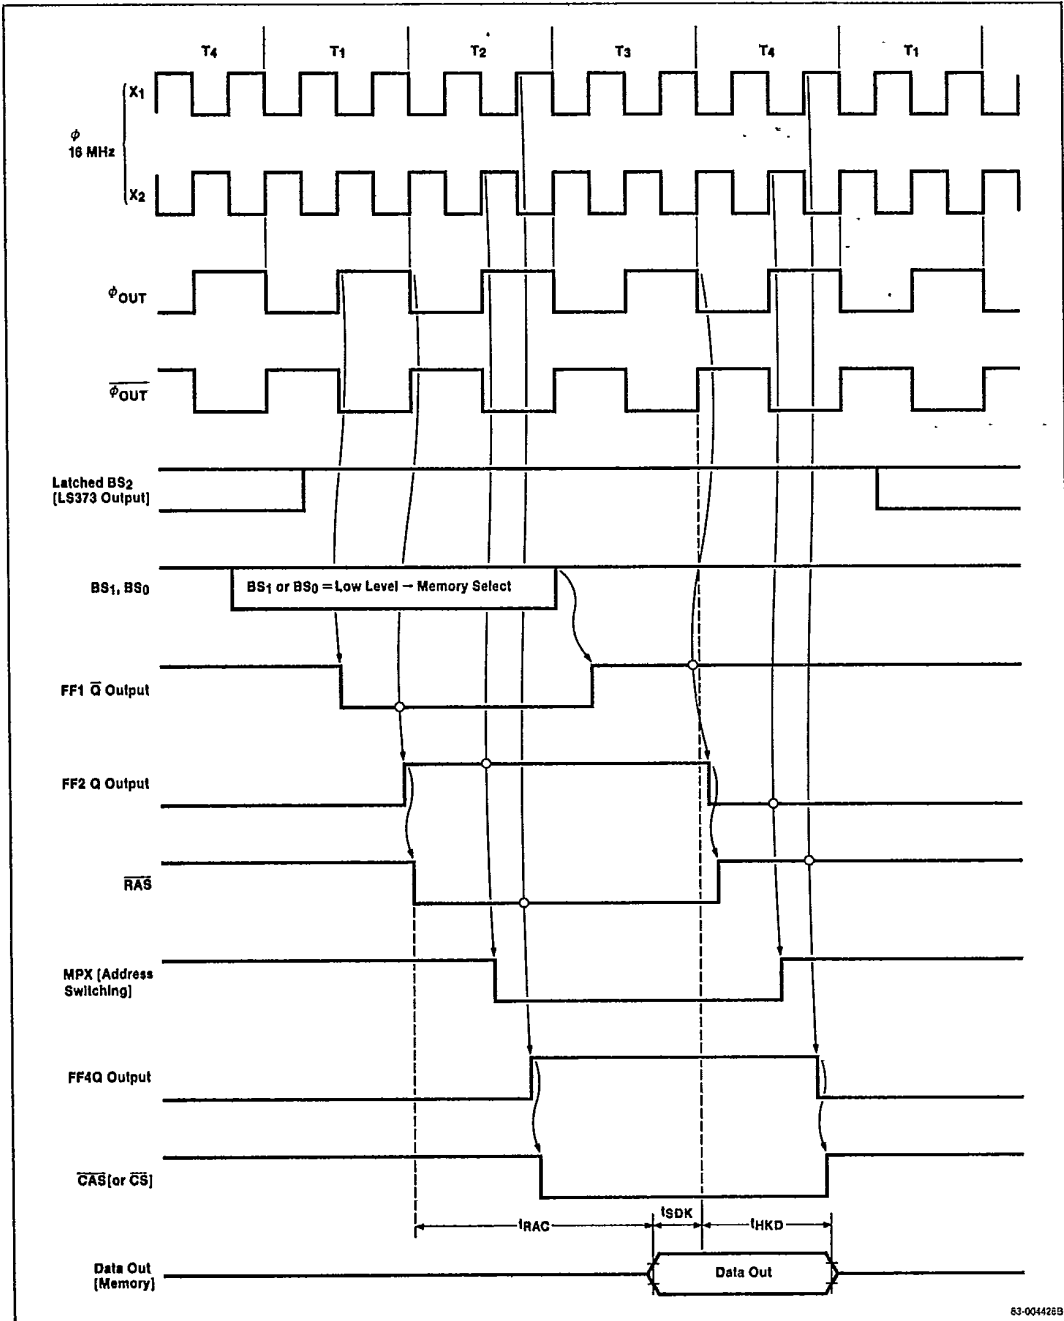 T4 T1 T2 T3 T4 T1
X1
ϕ
16 MHz
X2
ϕOUT
ϕOUT
Latched BS2
[LS373 Output]
BS1, BS0
BS1 or BS0 = Low Level → Memory Select
FF1 Q Output
FF2 Q Output
RAS
MPX [Address
Switching]
FF4Q Output
CAS[or CS]
tRAC
tSDK
tHKD
Data Out
[Memory]
Data Out
83-004428B